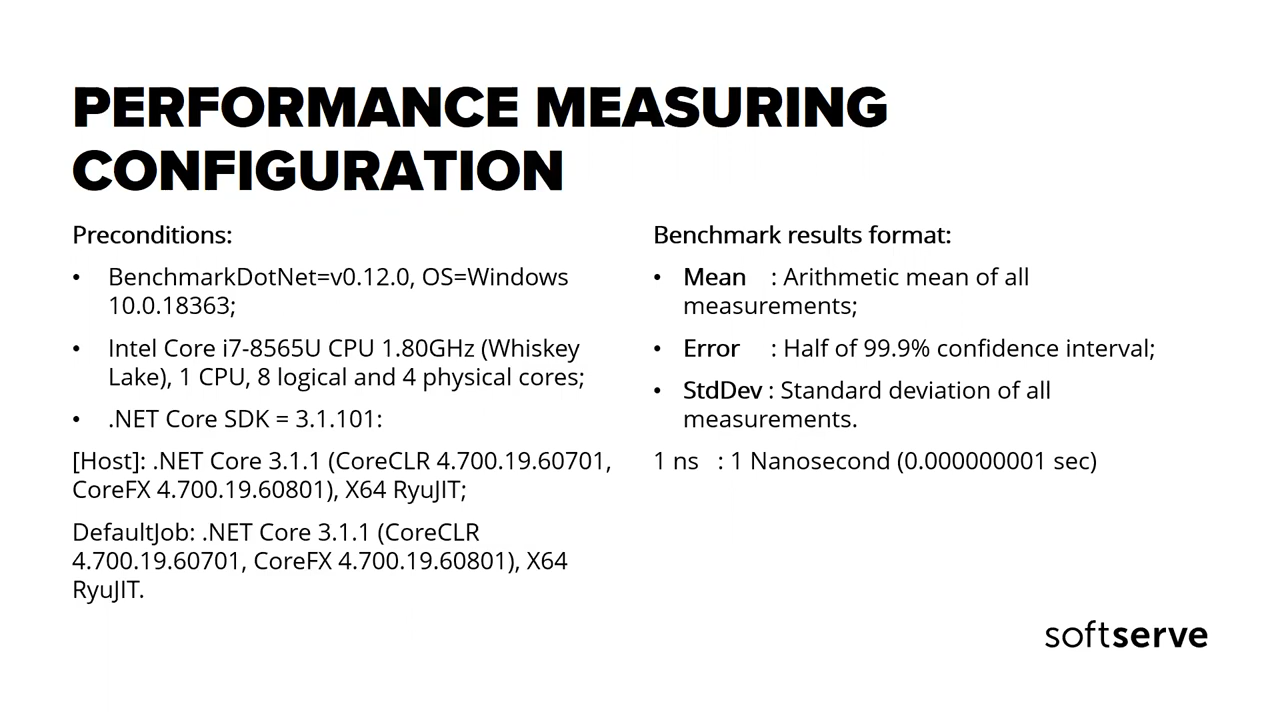 PERFORMANCE MEASURING
CONFIGURATION
Preconditions:
• BenchmarkDotNet=v0.12.0, OS=Windows
10.0.18363;
• Intel Core i7-8565U CPU 1.80GHz (Whiskey
Lake), 1 CPU, 8 logical and 4 physical cores;
• .NET Core SDK = 3.1.101:
[Host]: .NET Core 3.1.1 (CoreCLR 4.700.19.60701,
CoreFX 4.700.19.60801), X64 RyuJIT;
DefaultJob: .NET Core 3.1.1 (CoreCLR
4.700.19.60701, CoreFX 4.700.19.60801), X64
RyuJIT.
Benchmark results format:
• Mean : Arithmetic mean of all
measurements;
• Error : Half of 99.9% confidence interval;
• StdDev : Standard deviation of all
measurements.
1 ns : 1 Nanosecond (0.000000001 sec)
softserve